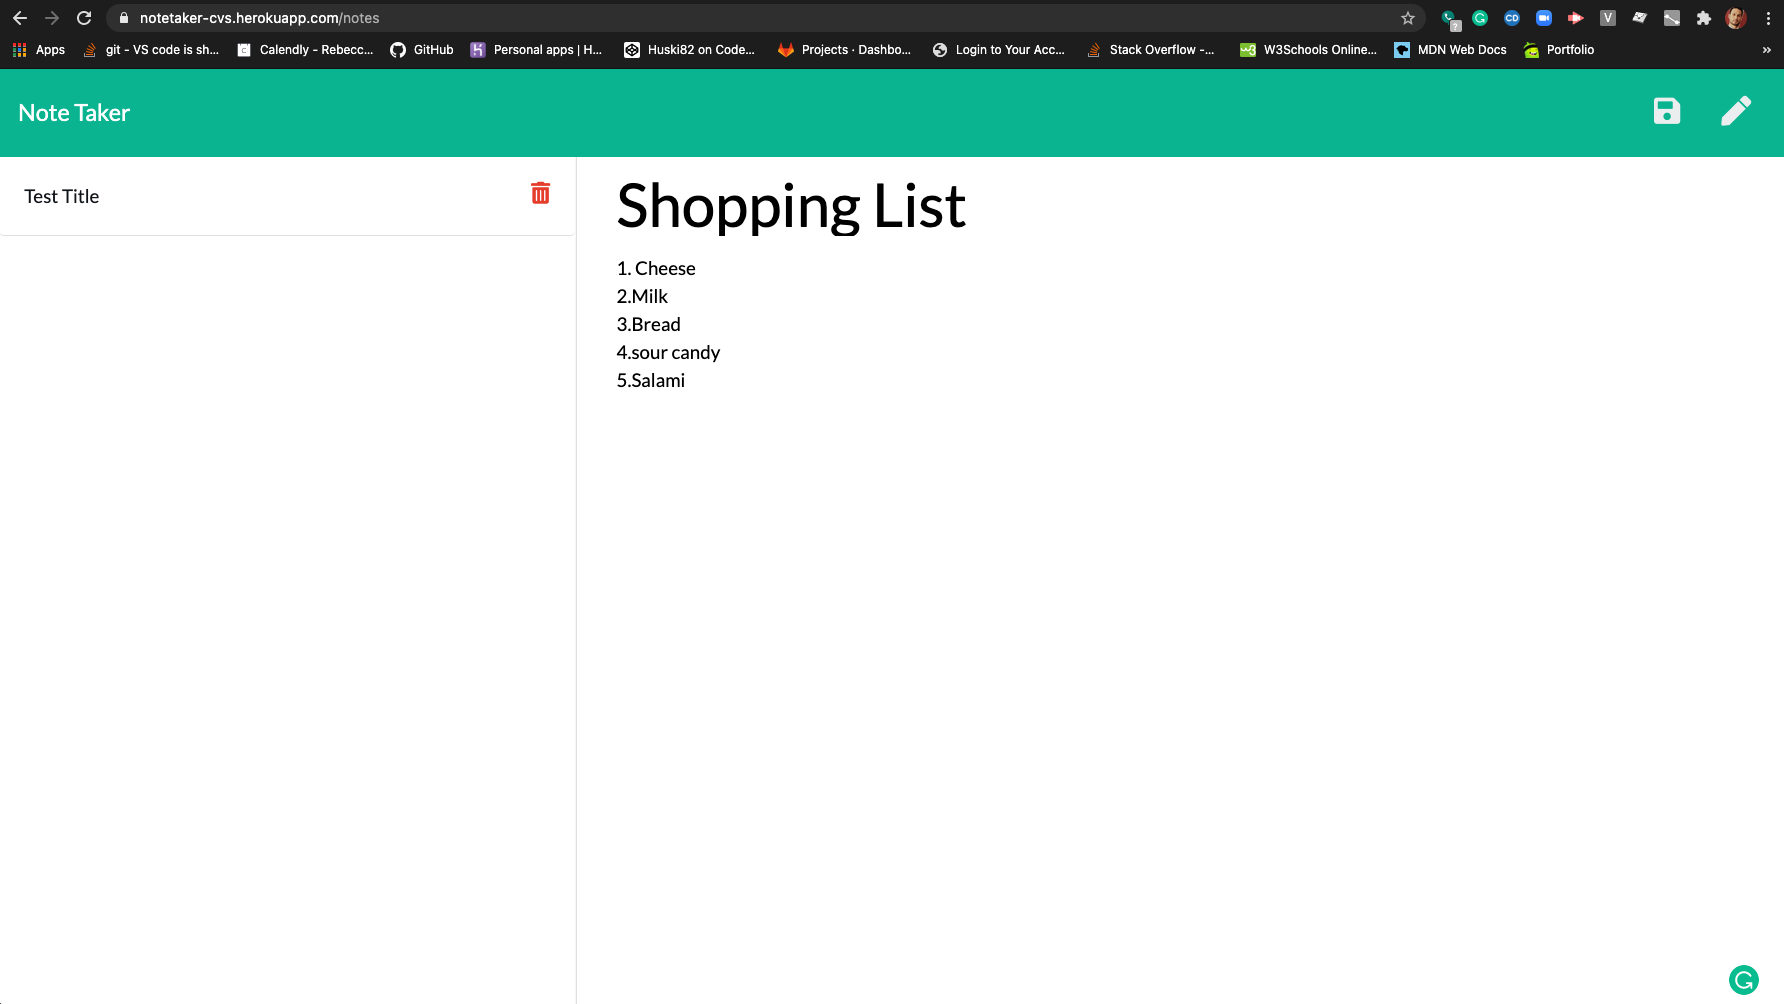 notetaker-cvs.herokuapp.com/notes
Apps git - VS code is sh... Calendly - Rebecc... GitHub Personal apps | H... Huski82 on Code... Projects · Dashbo... Login to Your Acc... Stack Overflow -... W3Schools Online... MDN Web Docs Portfolio »
Note Taker
Test Title
Shopping List
1. Cheese
2.Milk
3.Bread
4.sour candy
5.Salami